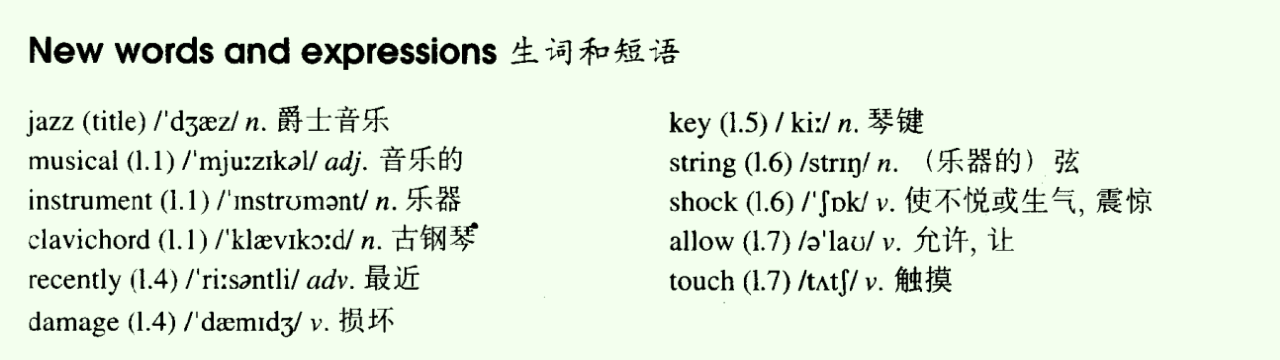 New words and expressions 生词和短语
jazz (title) /ˈdʒæz/ n. 爵士音乐
musical (l.1) /ˈmjuːzɪkəl/ adj. 音乐的
instrument (l.1) /ˈɪnstrʊmənt/ n. 乐器
clavichord (l.1) /ˈklævɪkɔːd/ n. 古钢琴
recently (l.4) /ˈriːsəntli/ adv. 最近
damage (l.4) /ˈdæmɪdʒ/ v. 损坏
key (l.5) / kiː/ n. 琴键
string (l.6) /strɪŋ/ n. （乐器的）弦
shock (l.6) /ˈʃɒk/ v. 使不悦或生气, 震惊
allow (l.7) /əˈlaʊ/ v. 允许, 让
touch (l.7) /tʌtʃ/ v. 触摸